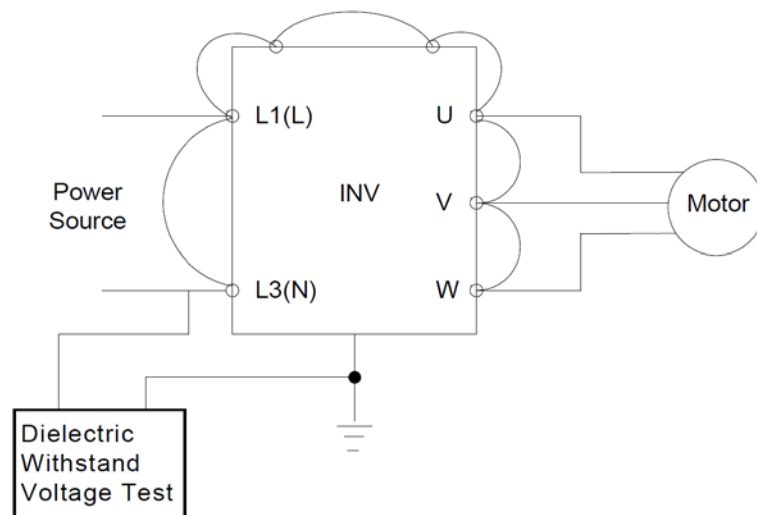 L1(L)
U
Power
Source
INV
V
Motor
L3(N)
W
Dielectric
Withstand
Voltage Test